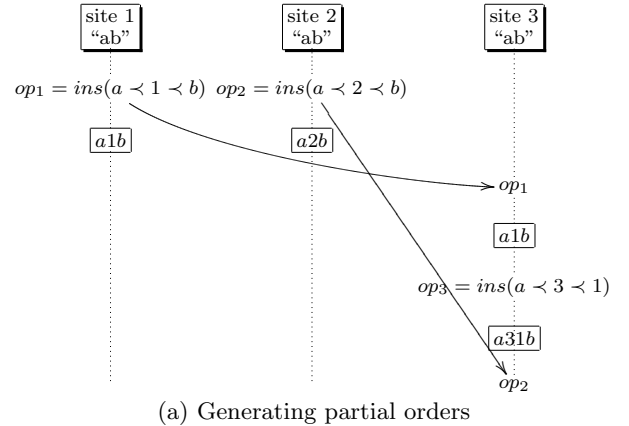 site 1 site 2 site 3
“ab” “ab” “ab”
op₁ = ins(a ≺ 1 ≺ b) op₂ = ins(a ≺ 2 ≺ b)
a1b a2b
op₁
a1b
op₃ = ins(a ≺ 3 ≺ 1)
a31b
op₂
(a) Generating partial orders